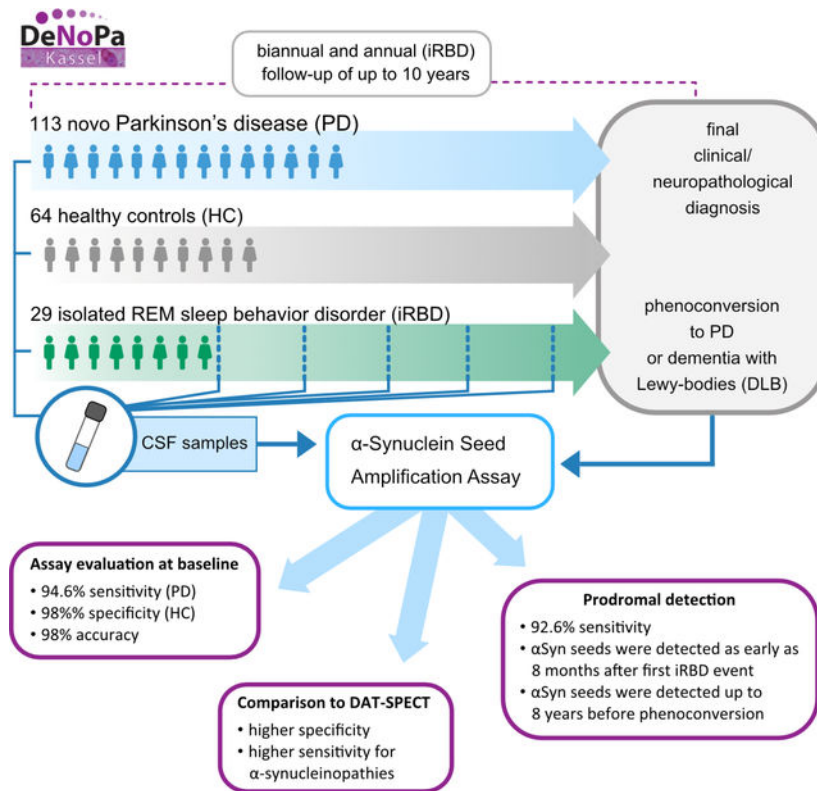 DeNoPa
Kassel
biannual and annual (iRBD)
follow-up of up to 10 years
113 novo Parkinson's disease (PD)
64 healthy controls (HC)
29 isolated REM sleep behavior disorder (iRBD)
final
clinical/
neuropathological
diagnosis
phenoconversion
to PD
or dementia with
Lewy-bodies (DLB)
CSF samples
α-Synuclein Seed
Amplification Assay
Assay evaluation at baseline
• 94.6% sensitivity (PD)
• 98%% specificity (HC)
• 98% accuracy
Comparison to DAT-SPECT
• higher specificity
• higher sensitivity for
α-synucleinopathies
Prodromal detection
• 92.6% sensitivity
• αSyn seeds were detected as early as
8 months after first iRBD event
• αSyn seeds were detected up to
8 years before phenoconversion